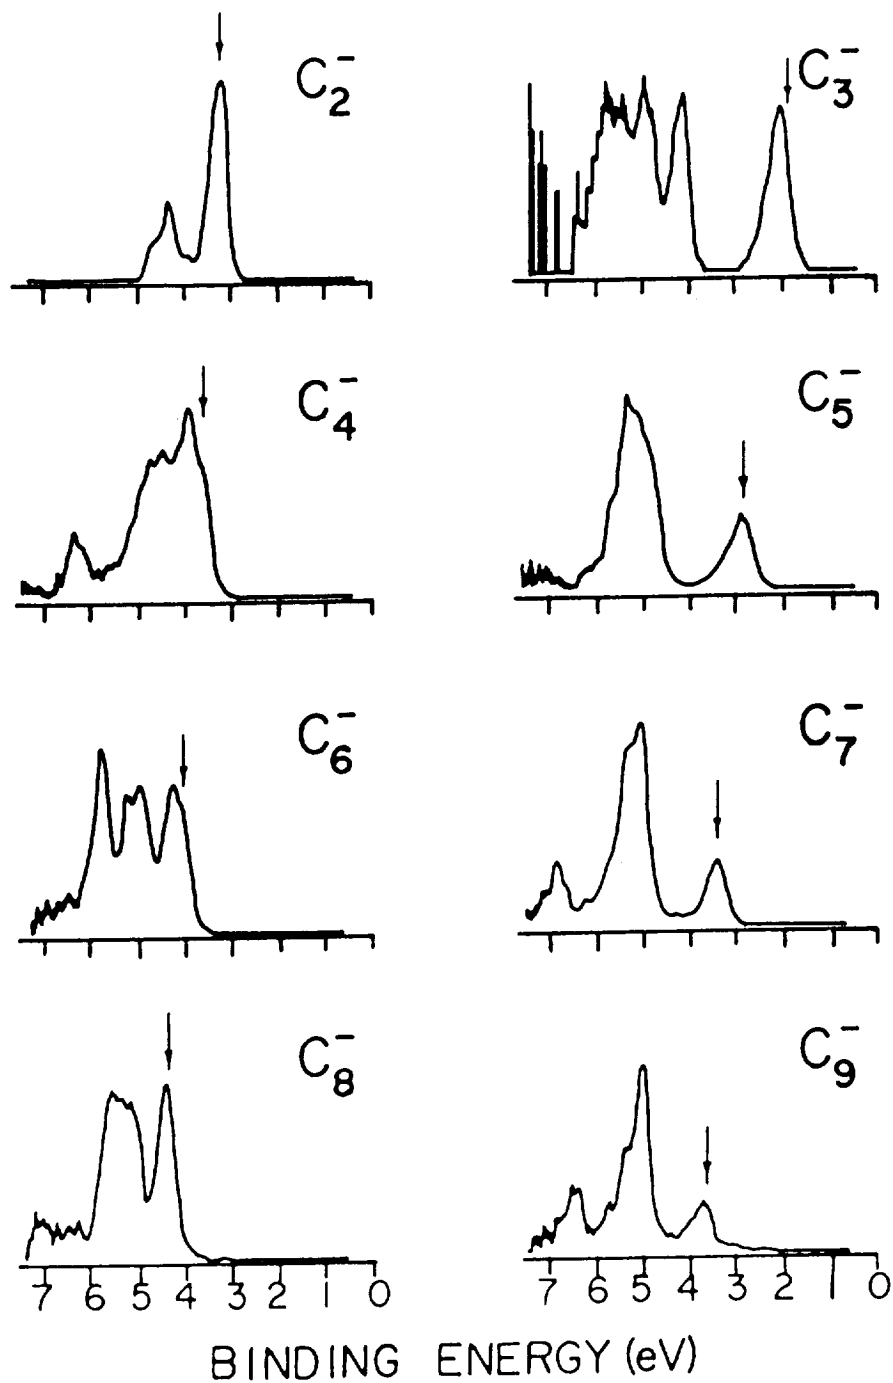 C₂⁻
C₃⁻
C₄⁻
C₅⁻
C₆⁻
C₇⁻
C₈⁻
C₉⁻
7 6 5 4 3 2 1 0
7 6 5 4 3 2 1 0
BINDING ENERGY (eV)